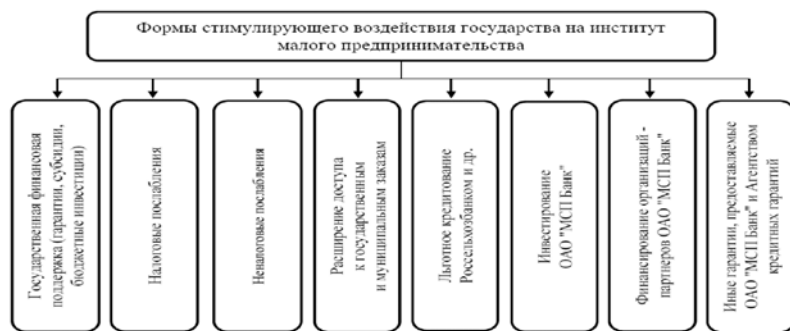 Формы стимулирующего воздействия государства на институт
малого предпринимательства
Государственная финансовая
поддержка (гарантии, субсидии,
бюджетные инвестиции)
Налоговые послабления
Неналоговые послабления
Расширение доступа
к государственным
и муниципальным заказам
Льготное кредитование
Россельхозбанком и др.
Инвестирование
ОАО "МСП Банк"
Финансирование организаций -
партнеров ОАО "МСП Банк"
Иные гарантии, предоставляемые
ОАО "МСП Банк" и Агентством
кредитных гарантий